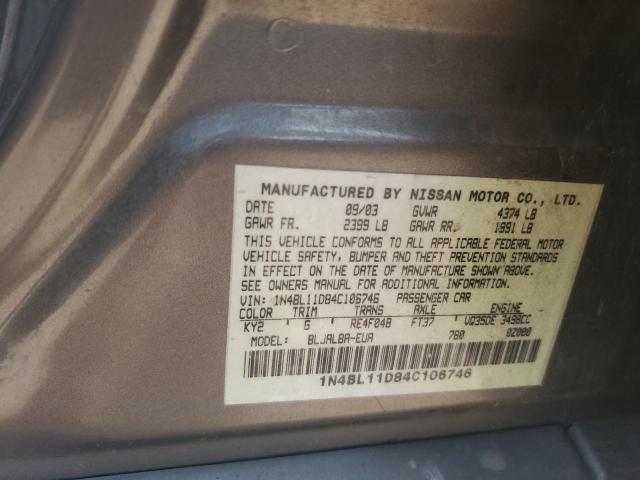 MANUFACTURED BY NISSAN MOTOR CO., LTD.
DATE 09/03 GVWR 4374 LB
GAWR FR. 2399 LB GAWR RR. 1991 LB
THIS VEHICLE CONFORMS TO ALL APPLICABLE FEDERAL MOTOR
VEHICLE SAFETY, BUMPER AND THEFT PREVENTION STANDARDS
IN EFFECT ON THE DATE OF MANUFACTURE SHOWN ABOVE.
SEE OWNERS MANUAL FOR ADDITIONAL INFORMATION.
VIN: 1N4BL11D84C106746 PASSENGER CAR
COLOR TRIM TRANS AXLE ENGINE
KY2 G RE4F04B FT37 VQ35DE 3498CC
MODEL: BLJALBA-EUA 780 0Z000
1N4BL11D84C106746